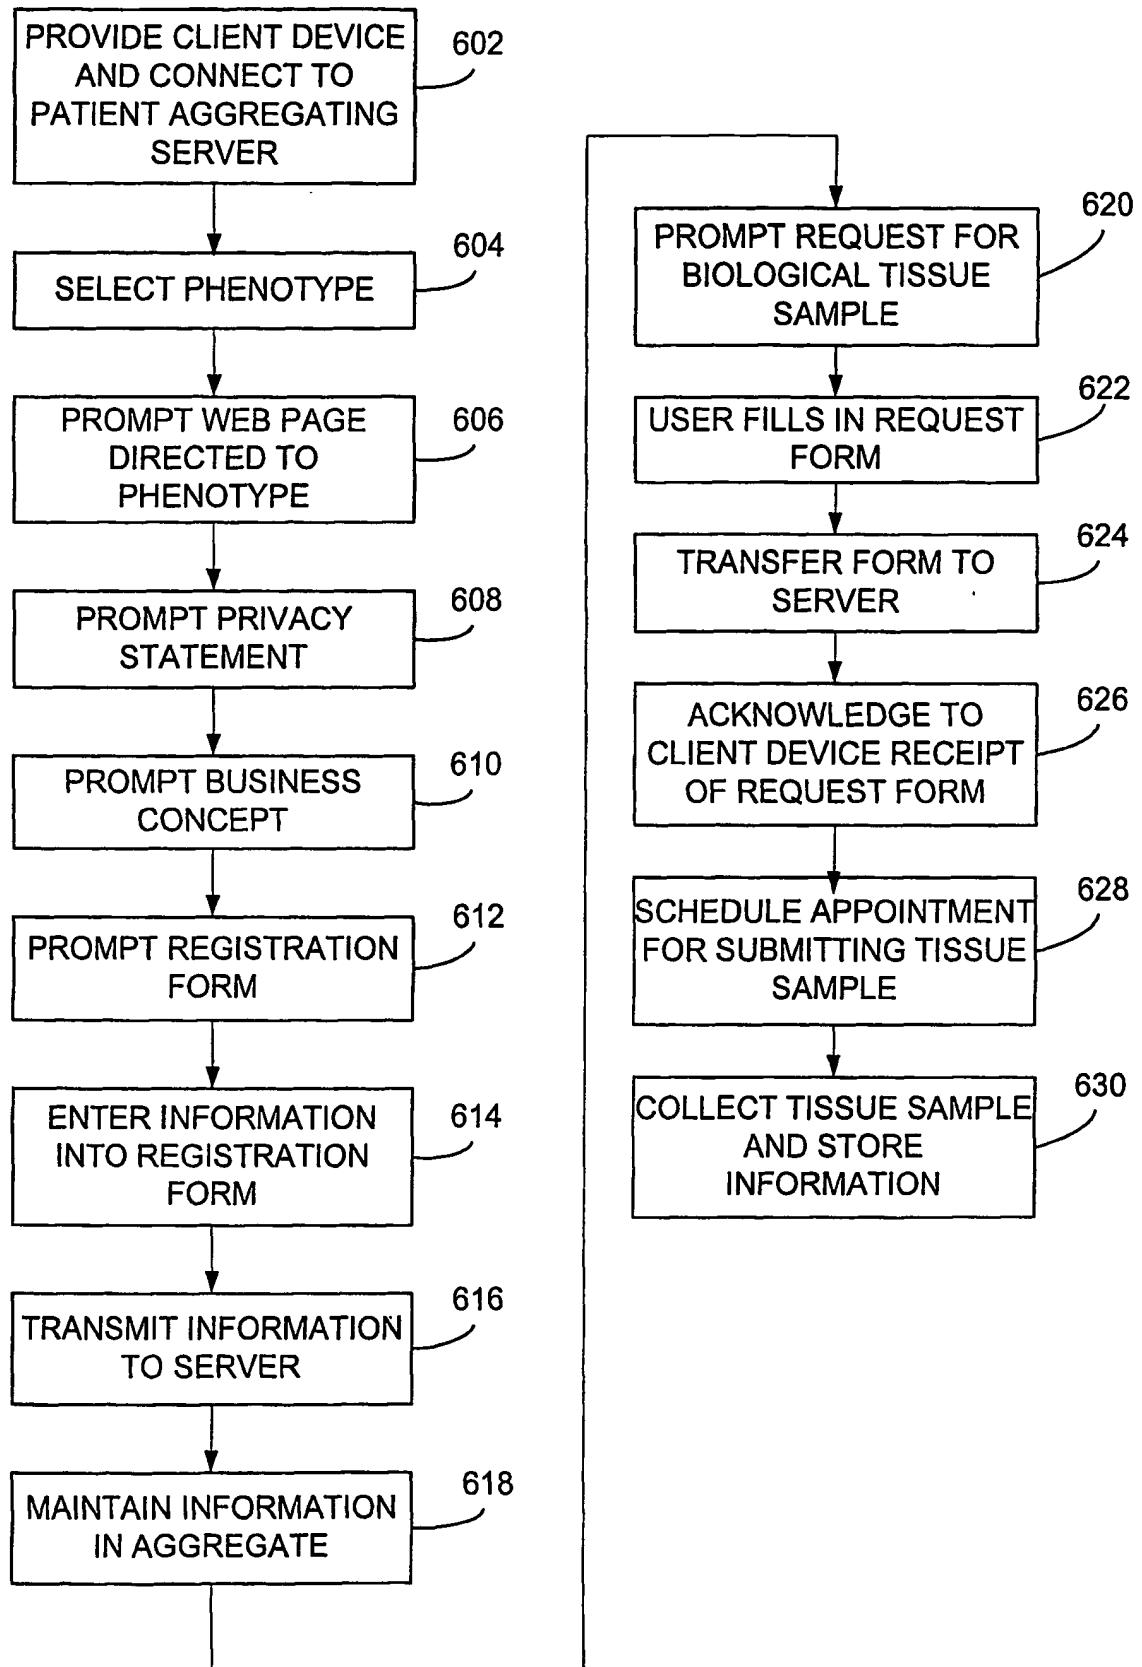 PROVIDE CLIENT DEVICE
AND CONNECT TO
PATIENT AGGREGATING
SERVER
602
SELECT PHENOTYPE
604
PROMPT WEB PAGE
DIRECTED TO
PHENOTYPE
606
PROMPT PRIVACY
STATEMENT
608
PROMPT BUSINESS
CONCEPT
610
PROMPT REGISTRATION
FORM
612
ENTER INFORMATION
INTO REGISTRATION
FORM
614
TRANSMIT INFORMATION
TO SERVER
616
MAINTAIN INFORMATION
IN AGGREGATE
618
PROMPT REQUEST FOR
BIOLOGICAL TISSUE
SAMPLE
620
USER FILLS IN REQUEST
FORM
622
TRANSFER FORM TO
SERVER
624
ACKNOWLEDGE TO
CLIENT DEVICE RECEIPT
OF REQUEST FORM
626
SCHEDULE APPOINTMENT
FOR SUBMITTING TISSUE
SAMPLE
628
COLLECT TISSUE SAMPLE
AND STORE
INFORMATION
630